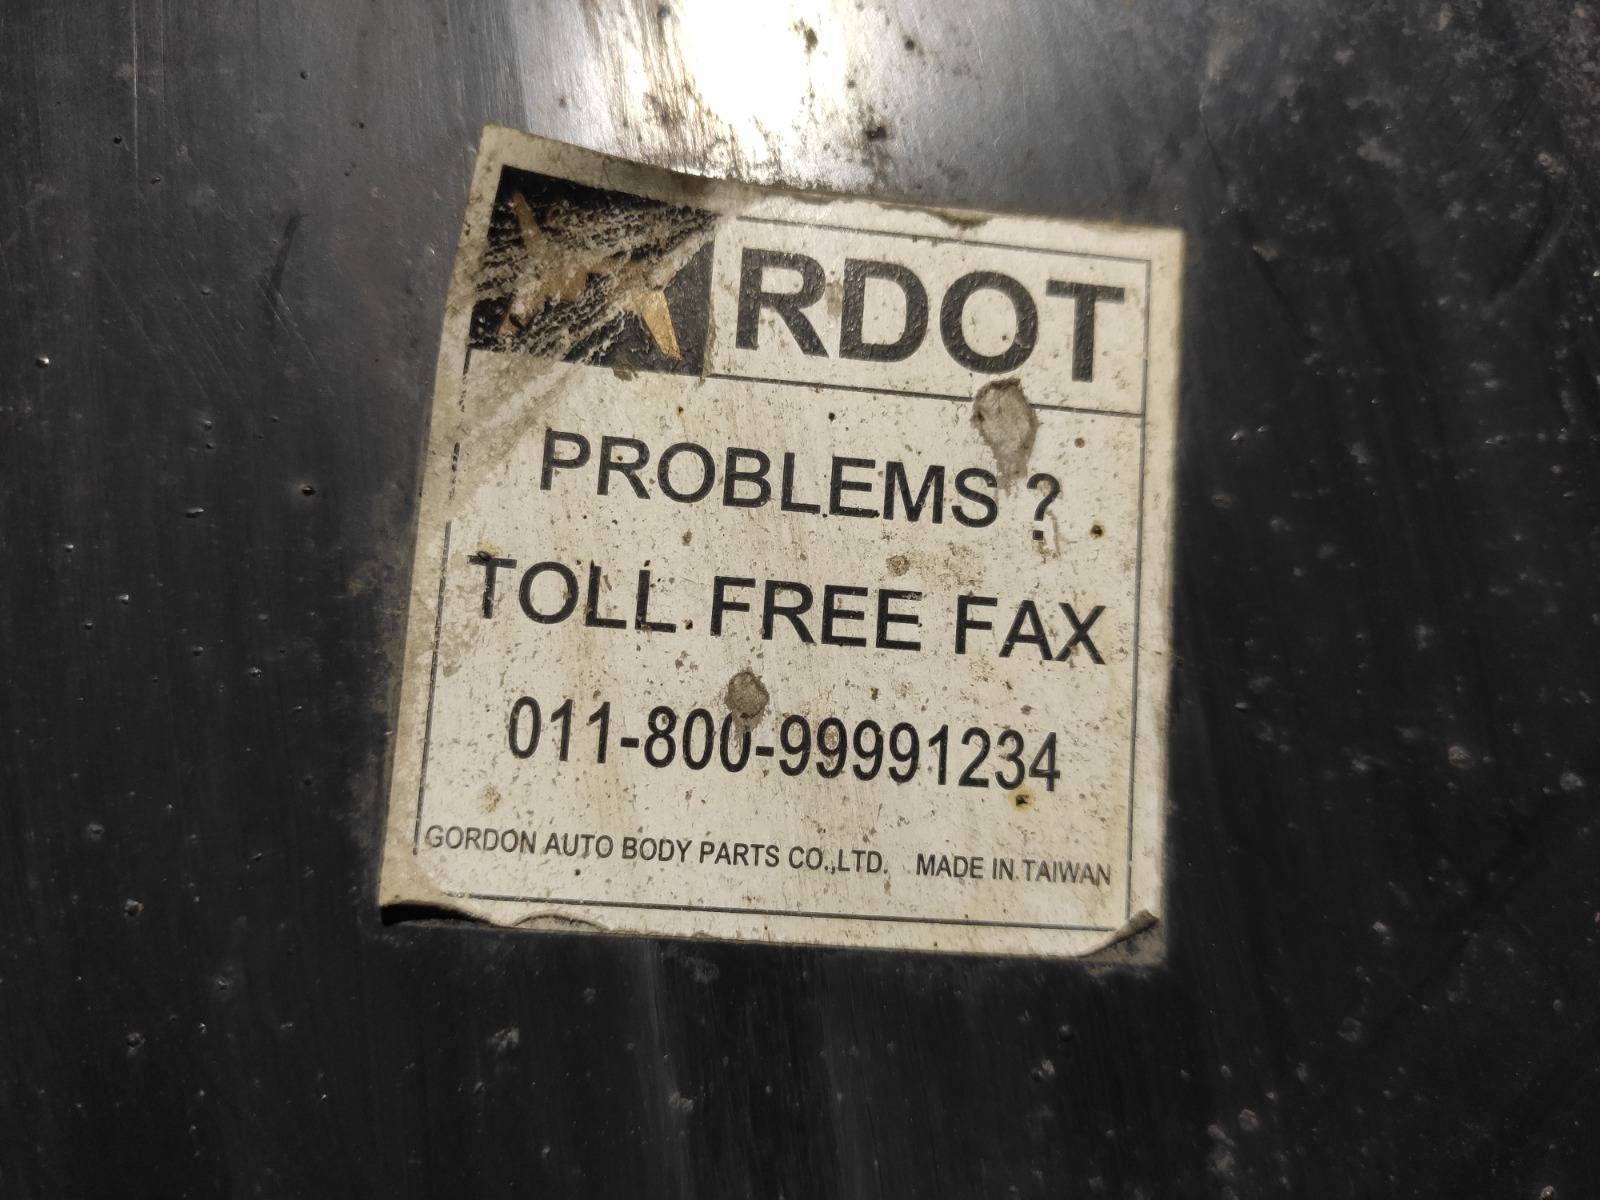 RDOT
PROBLEMS ?
TOLL FREE FAX
011-800-99991234
GORDON AUTO BODY PARTS CO.,LTD. MADE IN TAIWAN